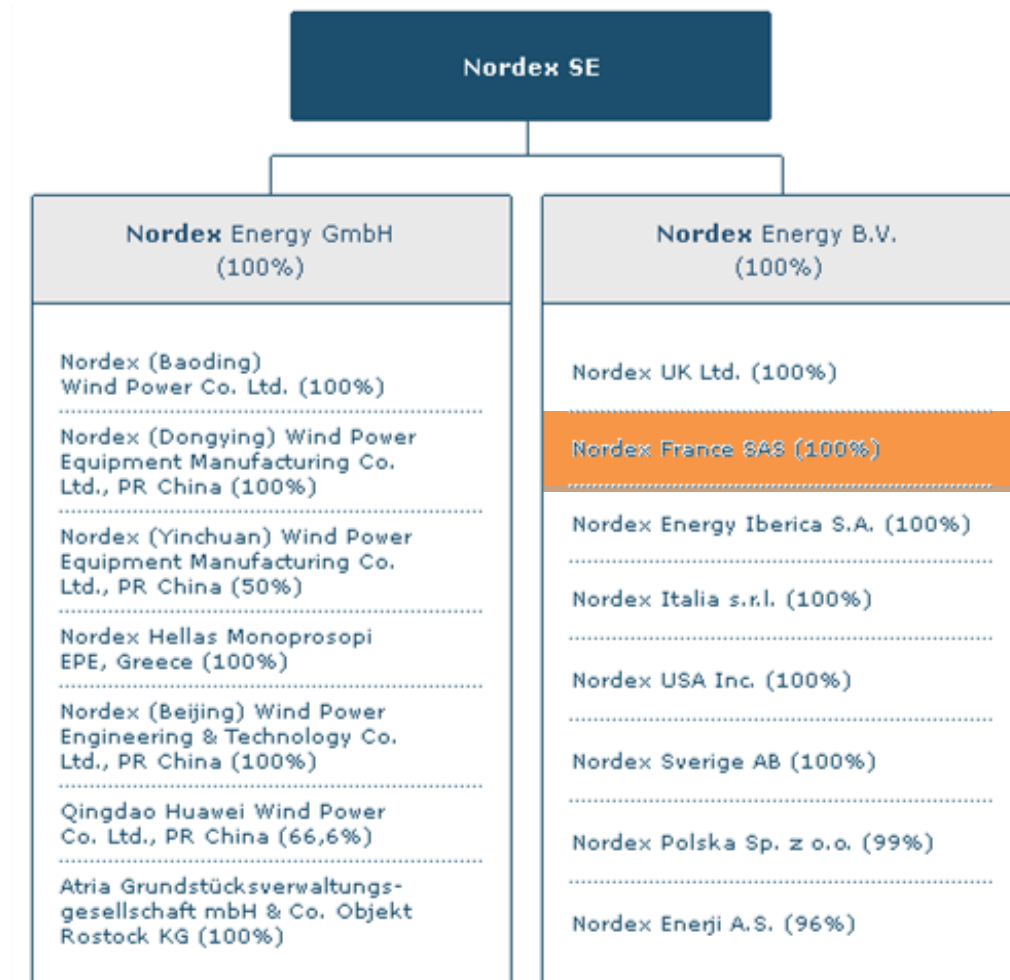 Nordex SE
Nordex Energy GmbH
(100%)
Nordex (Baoding)
Wind Power Co. Ltd. (100%)
Nordex (Dongying) Wind Power
Equipment Manufacturing Co.
Ltd., PR China (100%)
Nordex (Yinchuan) Wind Power
Equipment Manufacturing Co.
Ltd., PR China (50%)
Nordex Hellas Monoprosopi
EPE, Greece (100%)
Nordex (Beijing) Wind Power
Engineering & Technology Co.
Ltd., PR China (100%)
Qingdao Huawei Wind Power
Co. Ltd., PR China (66,6%)
Atria Grundstücksverwaltungs-
gesellschaft mbH & Co. Objekt
Rostock KG (100%)
Nordex Energy B.V.
(100%)
Nordex UK Ltd. (100%)
Nordex France SAS (100%)
Nordex Energy Iberica S.A. (100%)
Nordex Italia s.r.l. (100%)
Nordex USA Inc. (100%)
Nordex Sverige AB (100%)
Nordex Polska Sp. z o.o. (99%)
Nordex Enerji A.S. (96%)